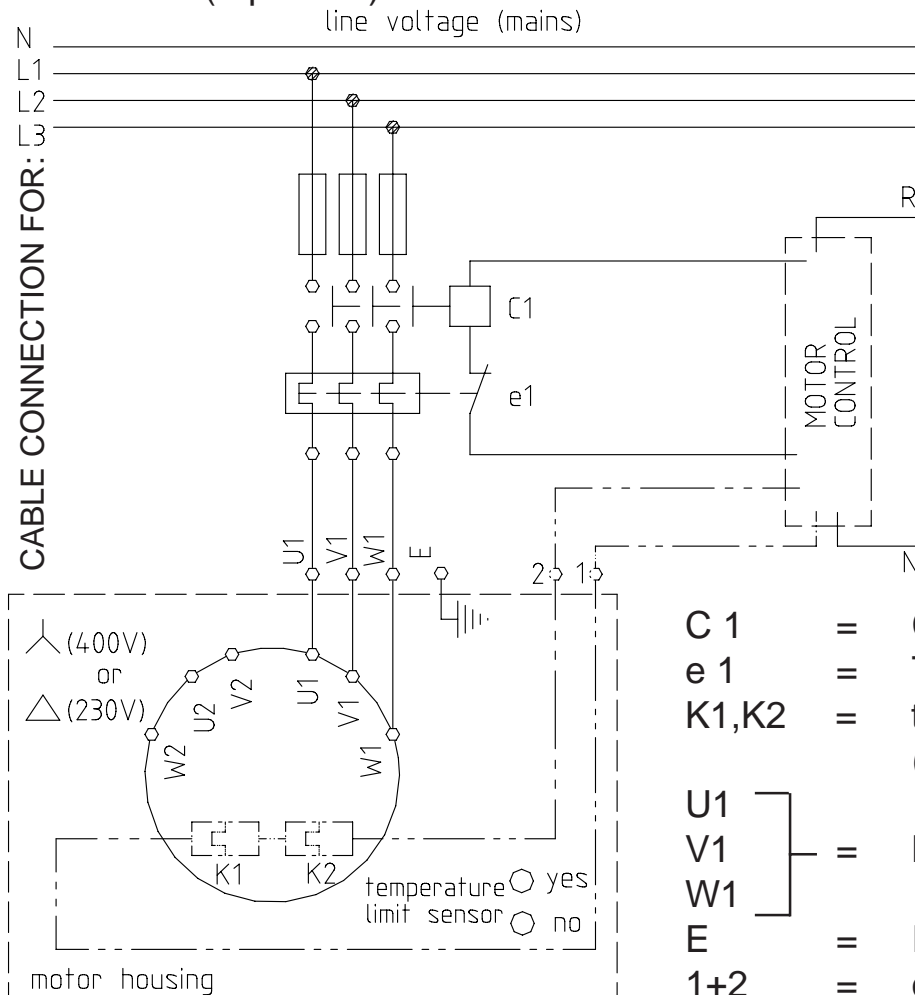 line voltage (mains)
N
L1
L2
L3
CABLE CONNECTION FOR:
R
C1
MOTOR
CONTROL
e1
U1
V1
W1
E
2
1
N
(400V)
or
(230V)
W2
U2
V2
U1
V1
W1
K1
K2
temperature
limit sensor
yes
no
motor housing
C 1 =
e 1 =
K1,K2 =
U1
V1 =
W1
E =
1+2 =